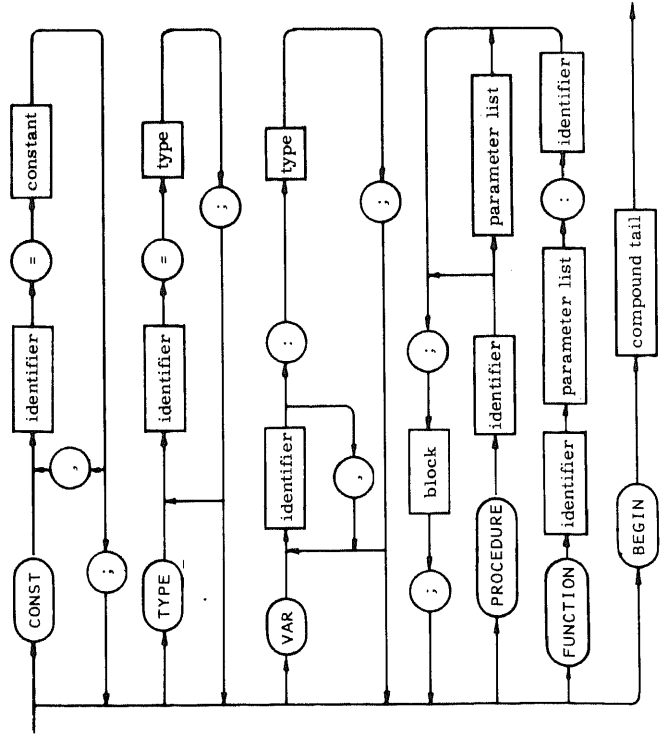 CONST identifier = constant
,
;
TYPE identifier = type
;
VAR identifier : type
,
;
; block ;
PROCEDURE identifier parameter list
FUNCTION identifier parameter list : identifier
BEGIN compound tail